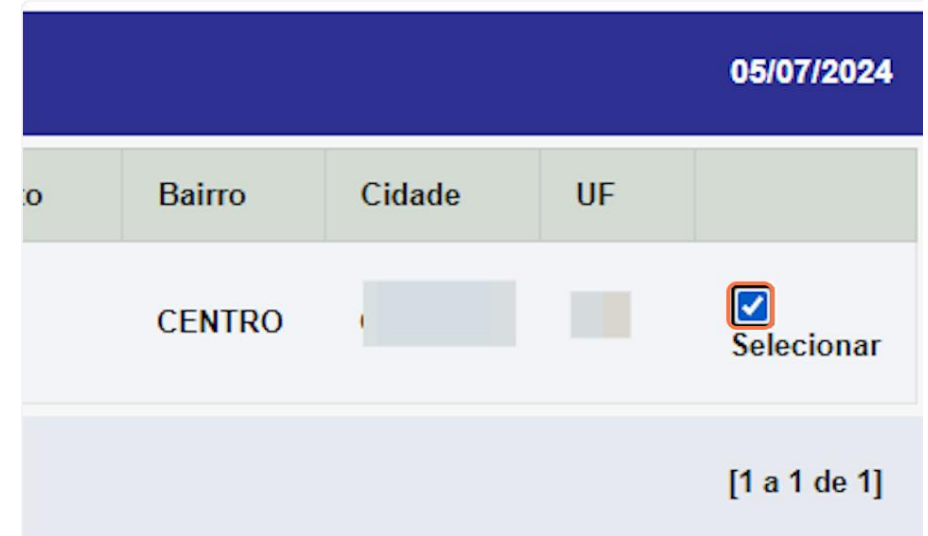 05/07/2024
Bairro Cidade UF
CENTRO
Selecionar
[1 a 1 de 1]